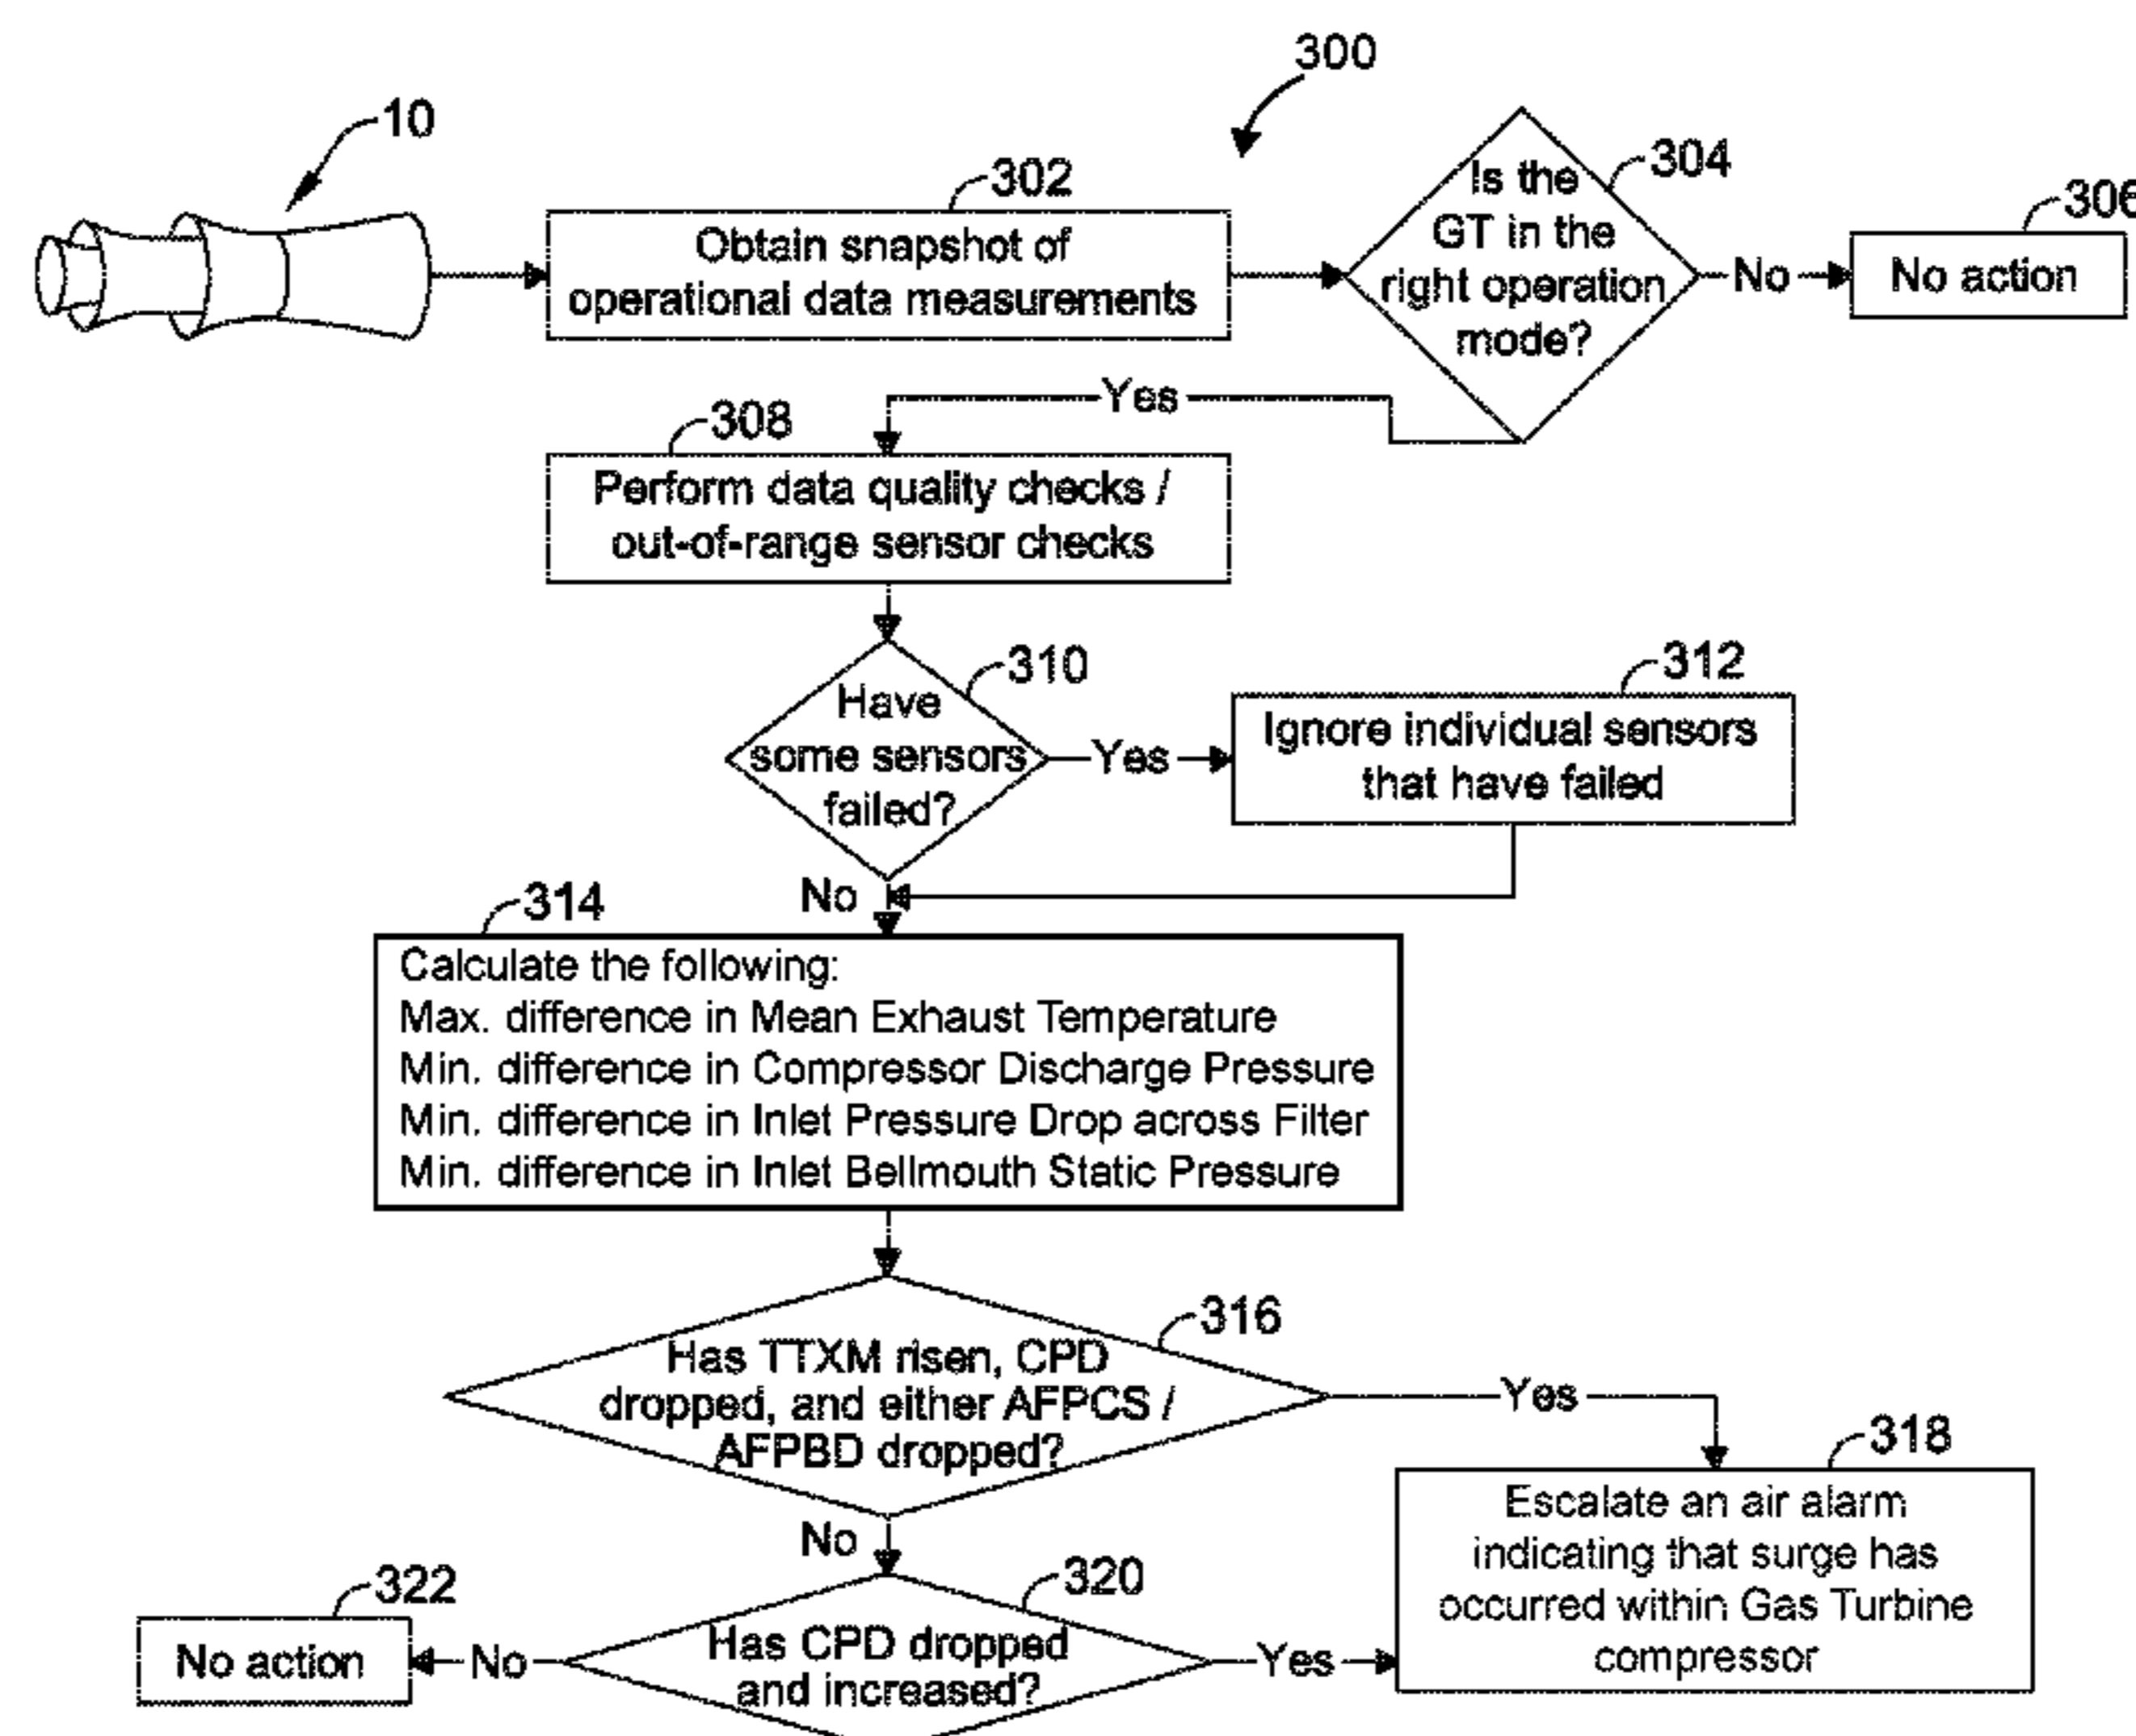 300
10
302
Obtain snapshot of
operational data measurements
304
Is the
GT in the
right operation
mode?
No
306
No action
Yes
308
Perform data quality checks /
out-of-range sensor checks
310
Have
some sensors
failed?
Yes
312
Ignore individual sensors
that have failed
No
314
Calculate the following:
Max. difference in Mean Exhaust Temperature
Min. difference in Compressor Discharge Pressure
Min. difference in Inlet Pressure Drop across Filter
Min. difference in Inlet Bellmouth Static Pressure
316
Has TTXM risen, CPD
dropped, and either AFPCS /
AFPBD dropped?
Yes
318
Escalate an air alarm
indicating that surge has
occurred within Gas Turbine
compressor
No
320
Has CPD dropped
and increased?
Yes
No
322
No action